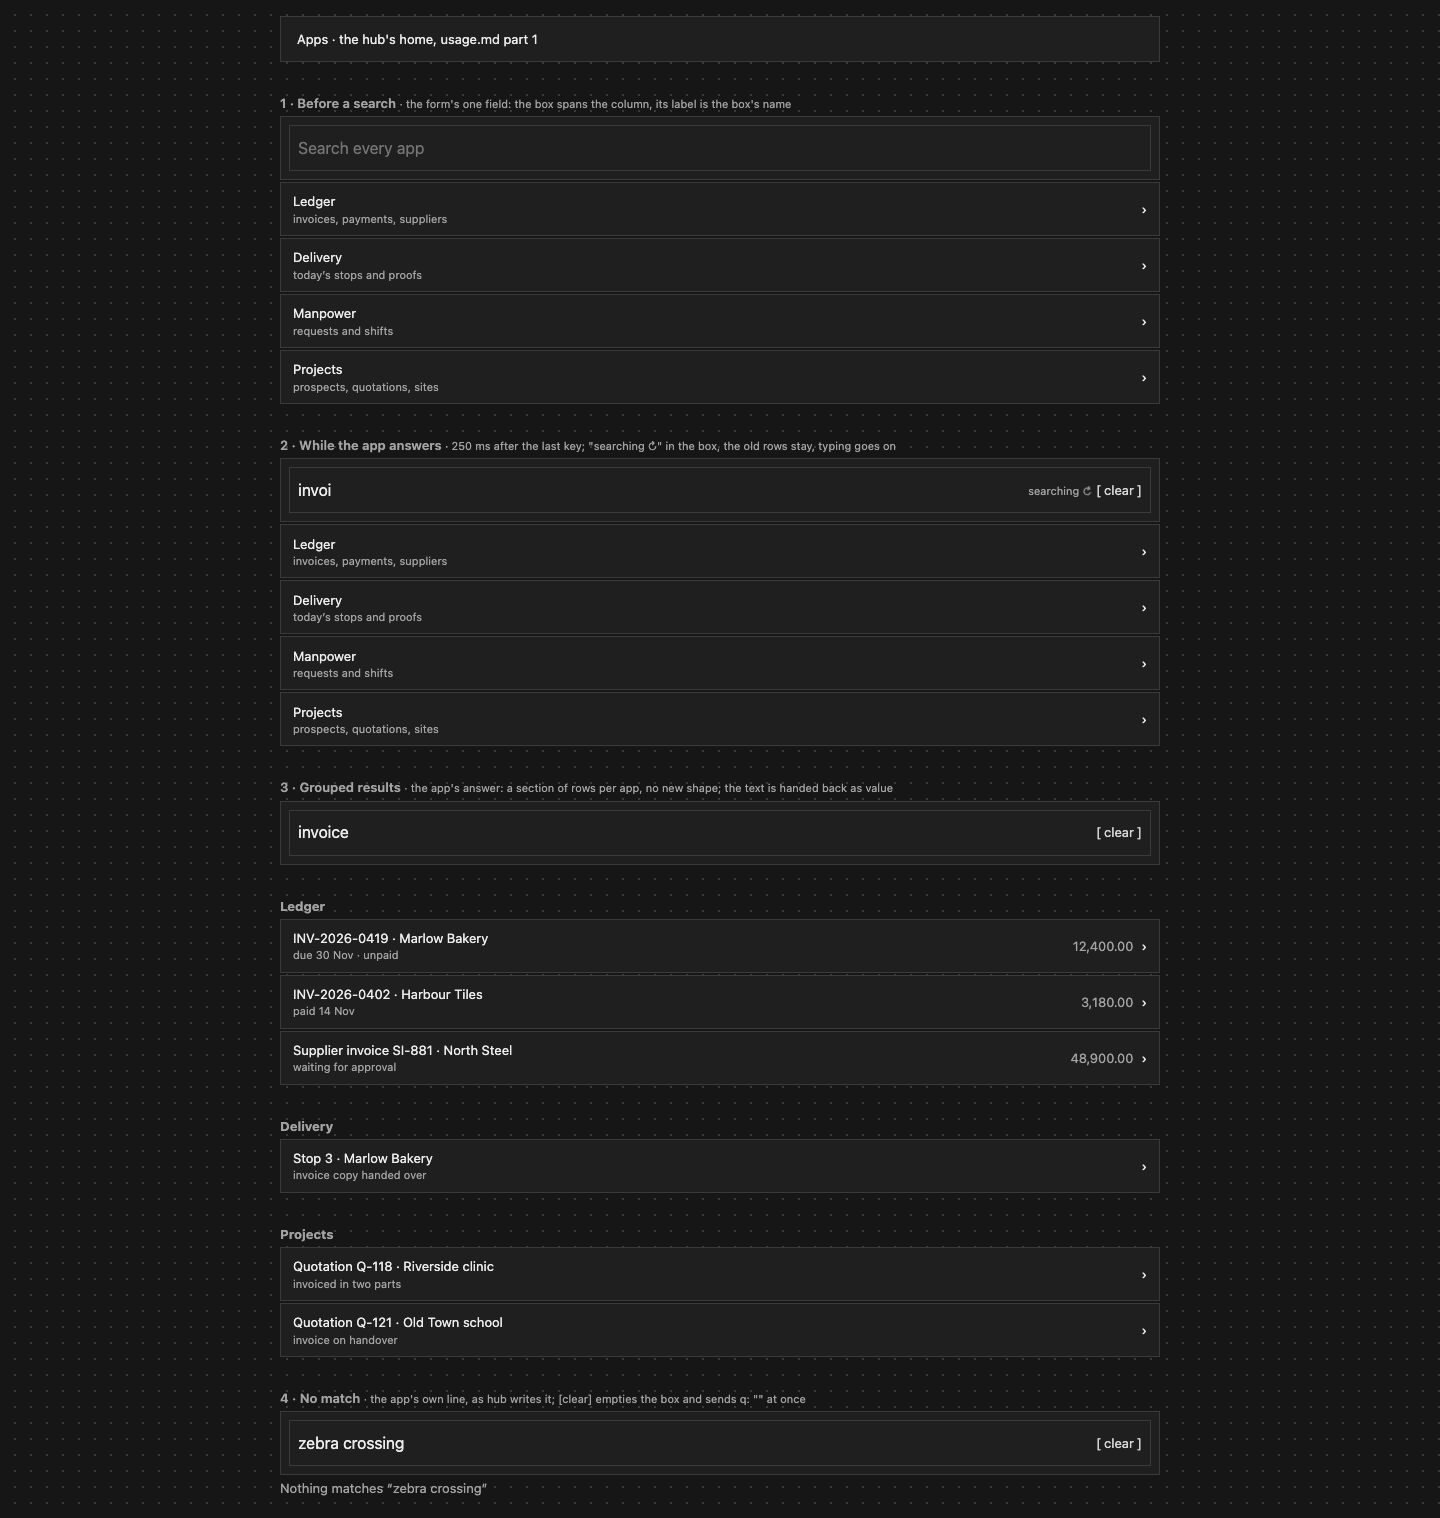 Apps · the hub's home, usage.md part 1
1 · Before a search · the form's one field: the box spans the column, its label is the box's name
Search every app
Ledger
invoices, payments, suppliers
›
Delivery
today's stops and proofs
›
Manpower
requests and shifts
›
Projects
prospects, quotations, sites
›
2 · While the app answers · 250 ms after the last key; "searching ↻" in the box, the old rows stay, typing goes on
invoi searching ↻ [ clear ]
Ledger
invoices, payments, suppliers
›
Delivery
today's stops and proofs
›
Manpower
requests and shifts
›
Projects
prospects, quotations, sites
›
3 · Grouped results · the app's answer: a section of rows per app, no new shape; the text is handed back as value
invoice [ clear ]
Ledger
INV-2026-0419 · Marlow Bakery
due 30 Nov · unpaid
12,400.00 ›
INV-2026-0402 · Harbour Tiles
paid 14 Nov
3,180.00 ›
Supplier invoice SI-881 · North Steel
waiting for approval
48,900.00 ›
Delivery
Stop 3 · Marlow Bakery
invoice copy handed over
›
Projects
Quotation Q-118 · Riverside clinic
invoiced in two parts
›
Quotation Q-121 · Old Town school
invoice on handover
›
4 · No match · the app's own line, as hub writes it; [clear] empties the box and sends q: "" at once
zebra crossing [ clear ]
Nothing matches "zebra crossing"